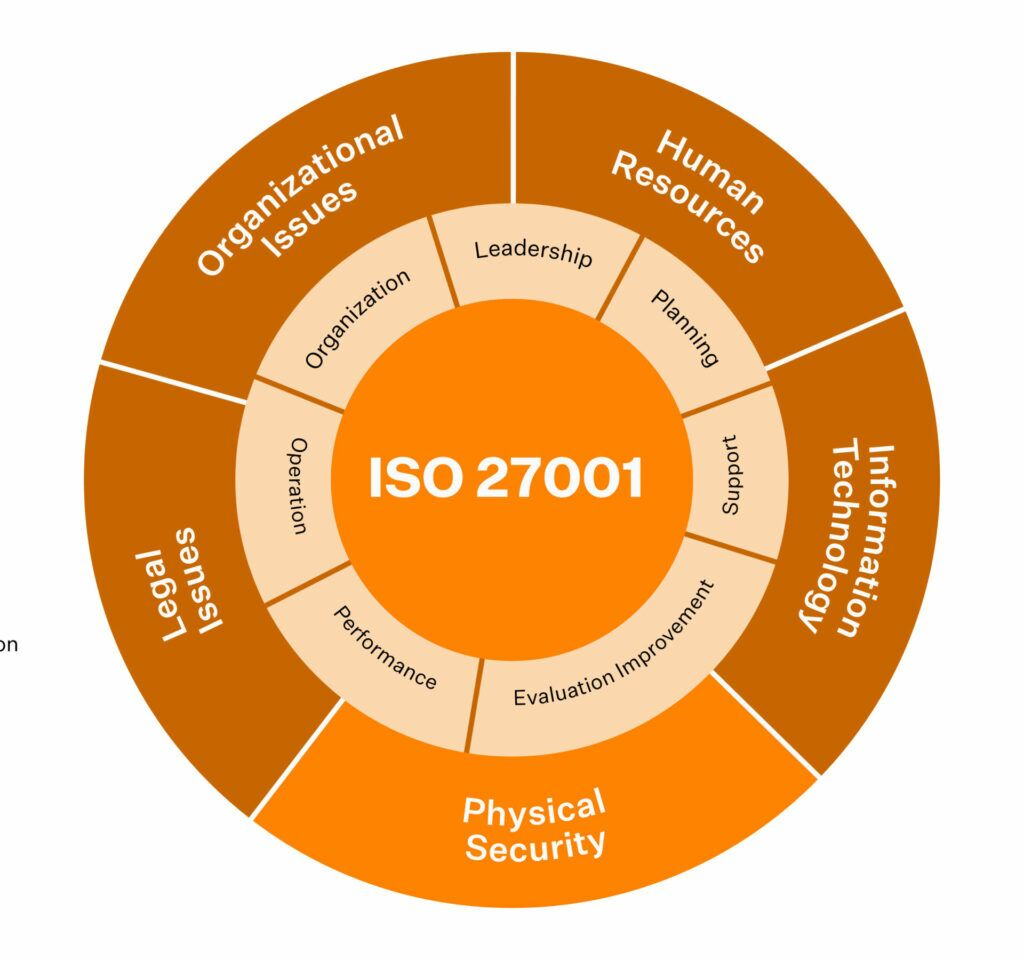 Organizational
Issues
Human
Resources
Information
Technology
Physical
Security
Legal
Issues
Leadership
Planning
Support
Evaluation Improvement
Performance
Operation
Organization
ISO 27001
on